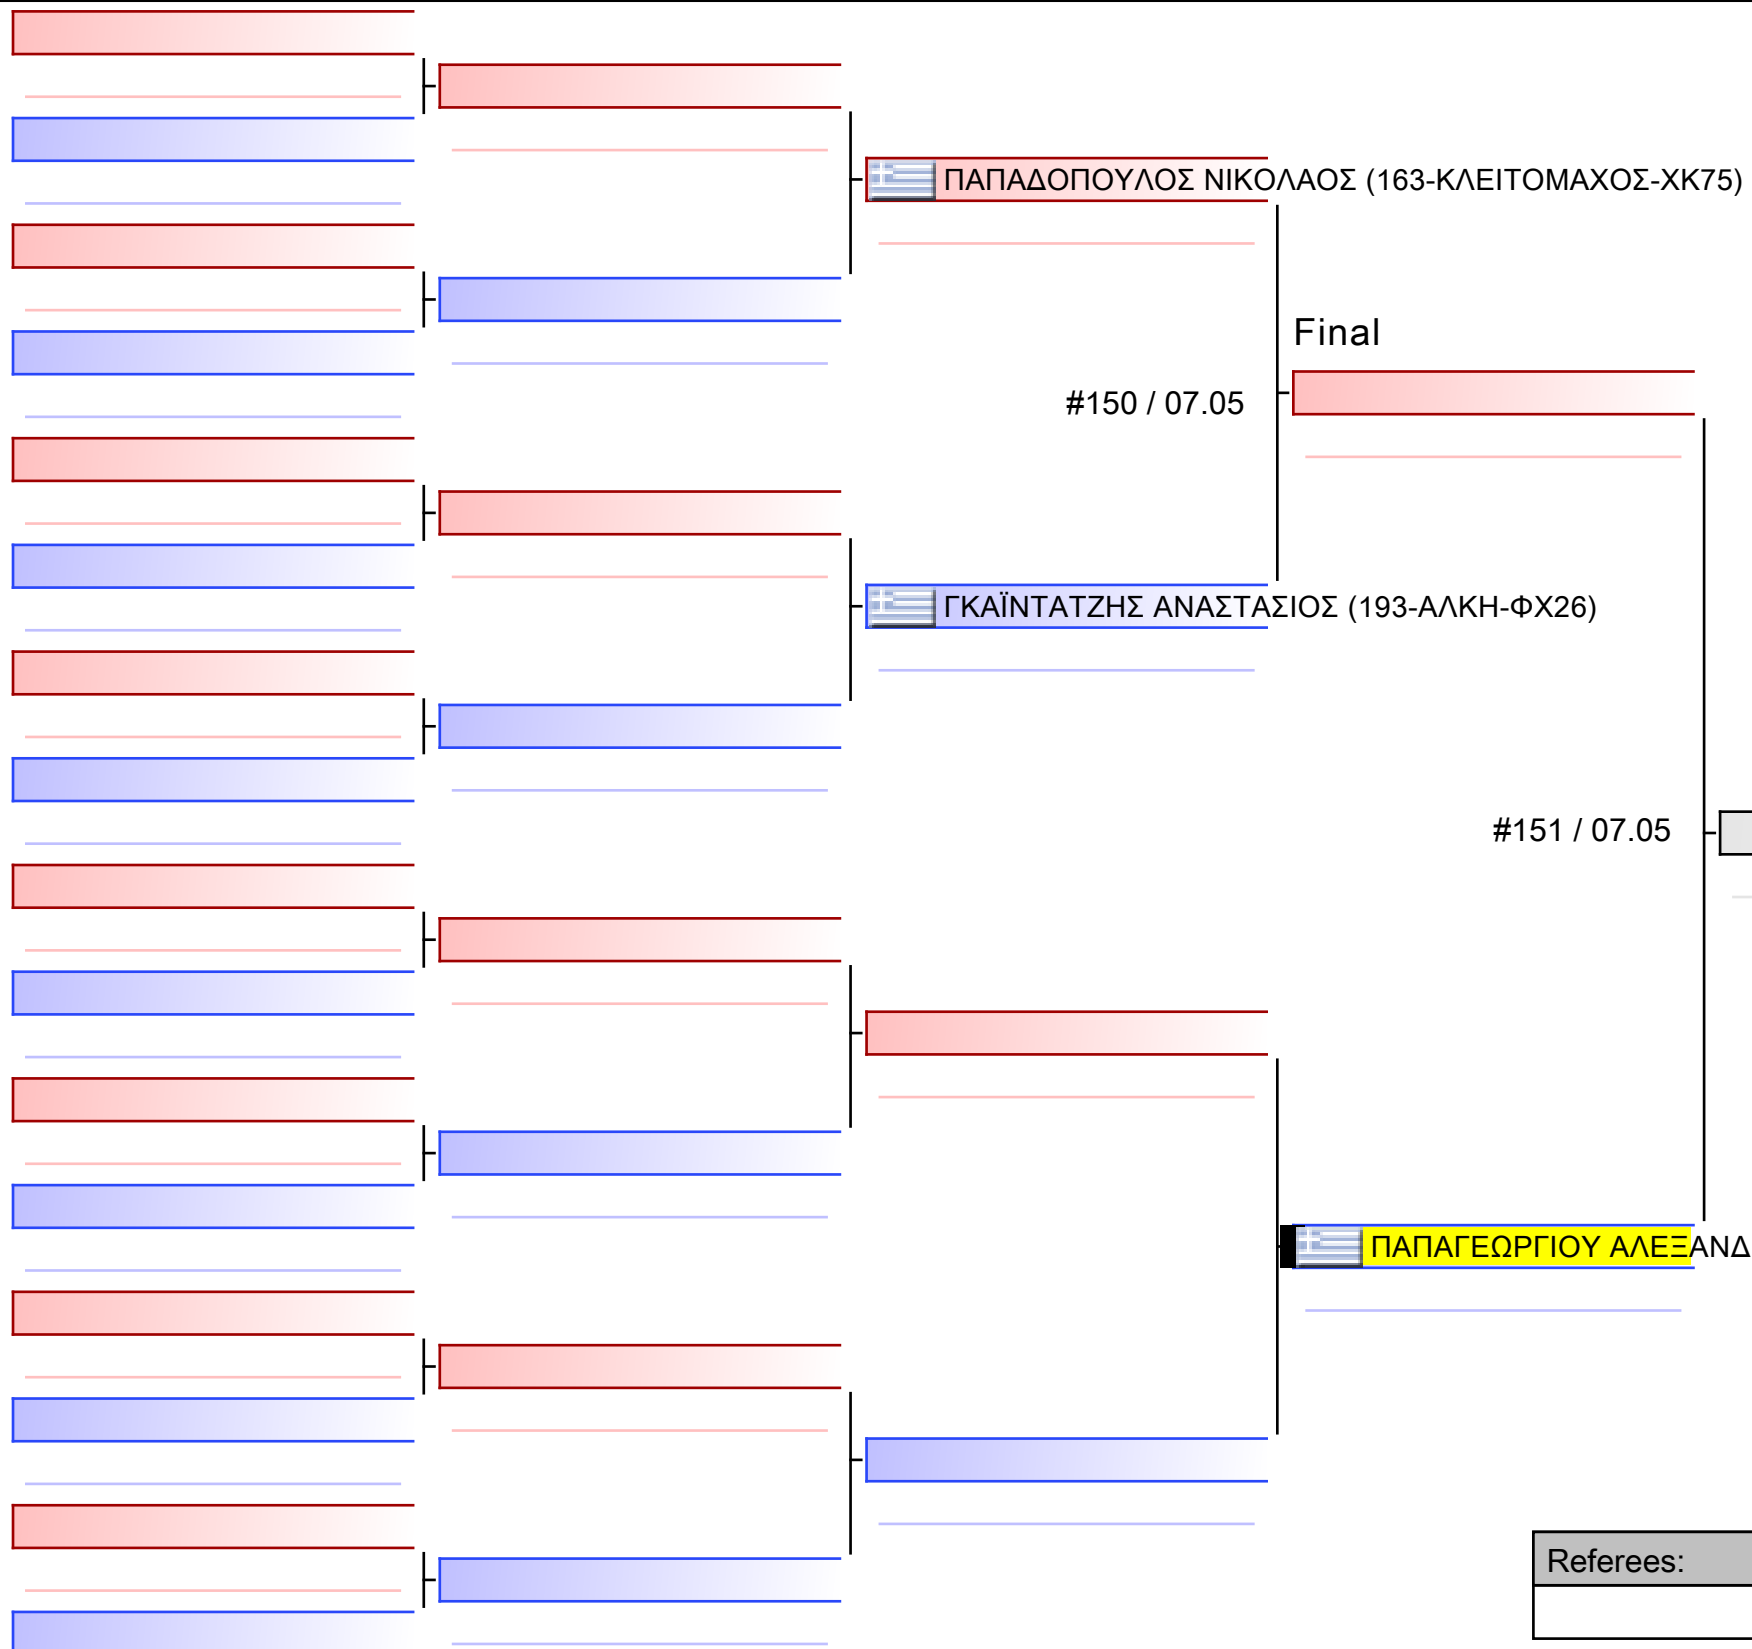 ΠΑΠΑΔΟΠΟΥΛΟΣ ΝΙΚΟΛΑΟΣ (163-ΚΛΕΙΤΟΜΑΧΟΣ-ΧΚ75)
Final
#150 / 07.05
ΓΚΑΪΝΤΑΤΖΗΣ ΑΝΑΣΤΑΣΙΟΣ (193-ΑΛΚΗ-ΦΧ26)
#151 / 07.05
ΠΑΠΑΓΕΩΡΓΙΟΥ ΑΛΕΞΑΝΔ
Referees: